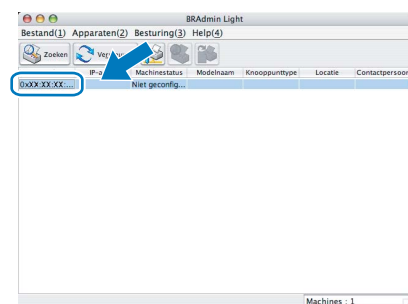 BRAdmin Light
Bestand(1) Apparaten(2) Besturing(3) Help(4)
Zoeken
Machinestatus Modelnaam Knooppunttype Locatie Contactpersoon
0xXX:XX:XX:... Niet geconfig...
Machines : 1